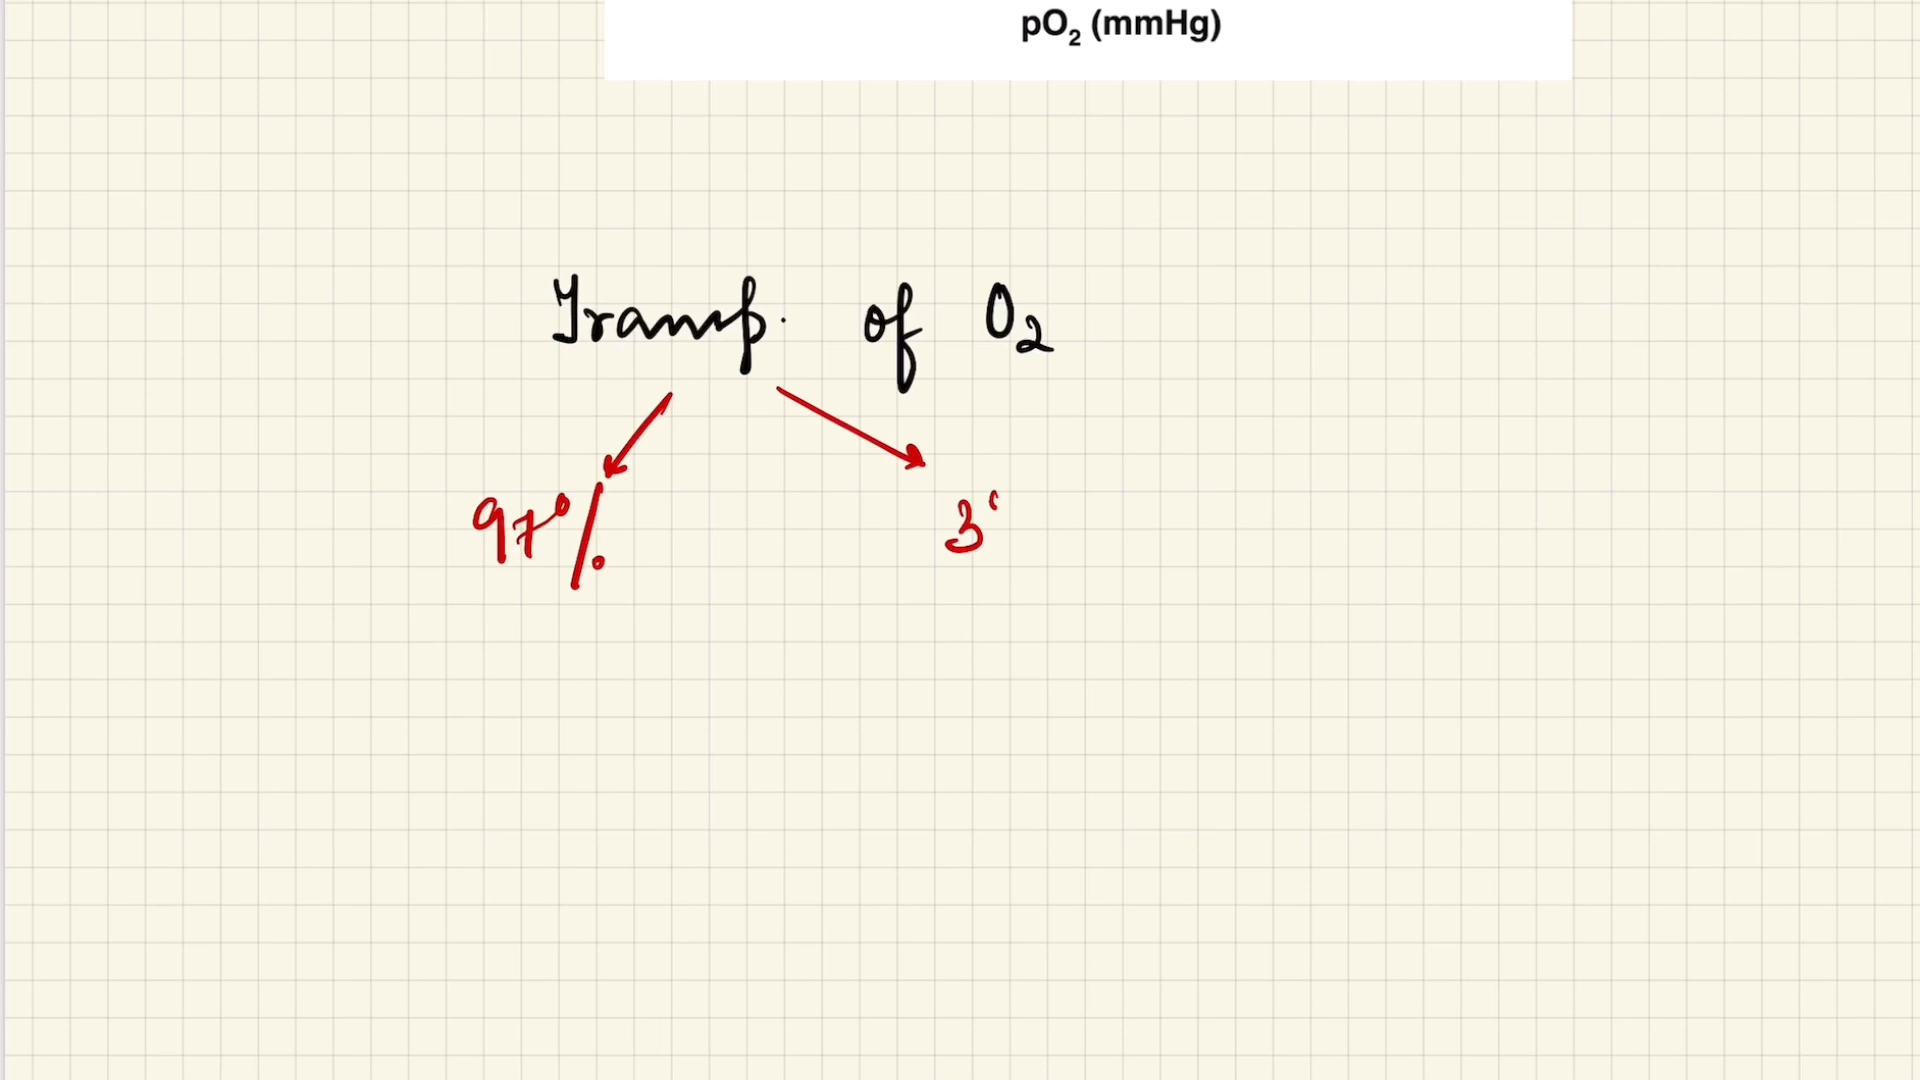 pO₂ (mmHg)
Transp. of O₂
97% 3°